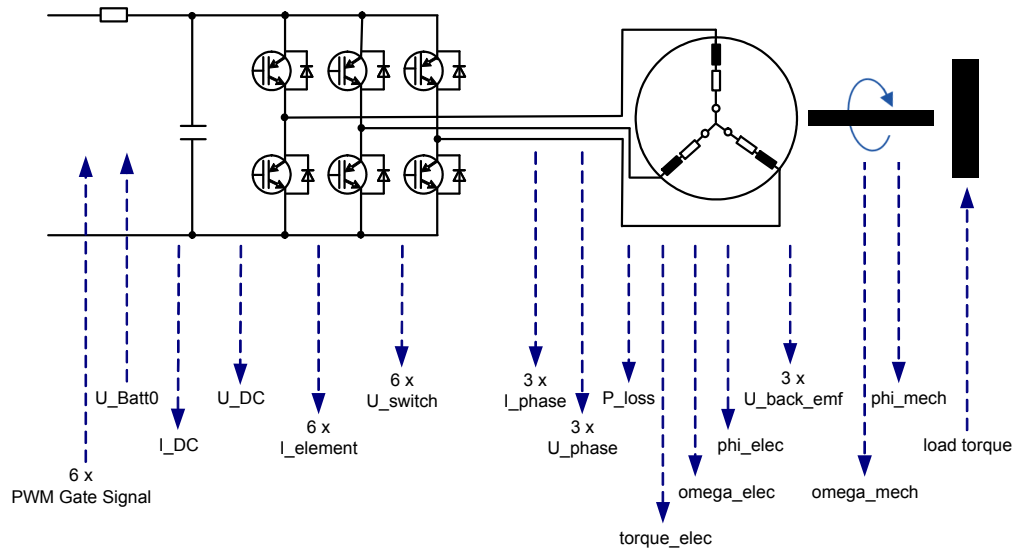 6 x
PWM Gate Signal
U_Batt0
I_DC
U_DC
6 x
I_element
6 x
U_switch
3 x
I_phase
3 x
U_phase
P_loss
torque_elec
omega_elec
phi_elec
3 x
U_back_emf
omega_mech
phi_mech
load torque